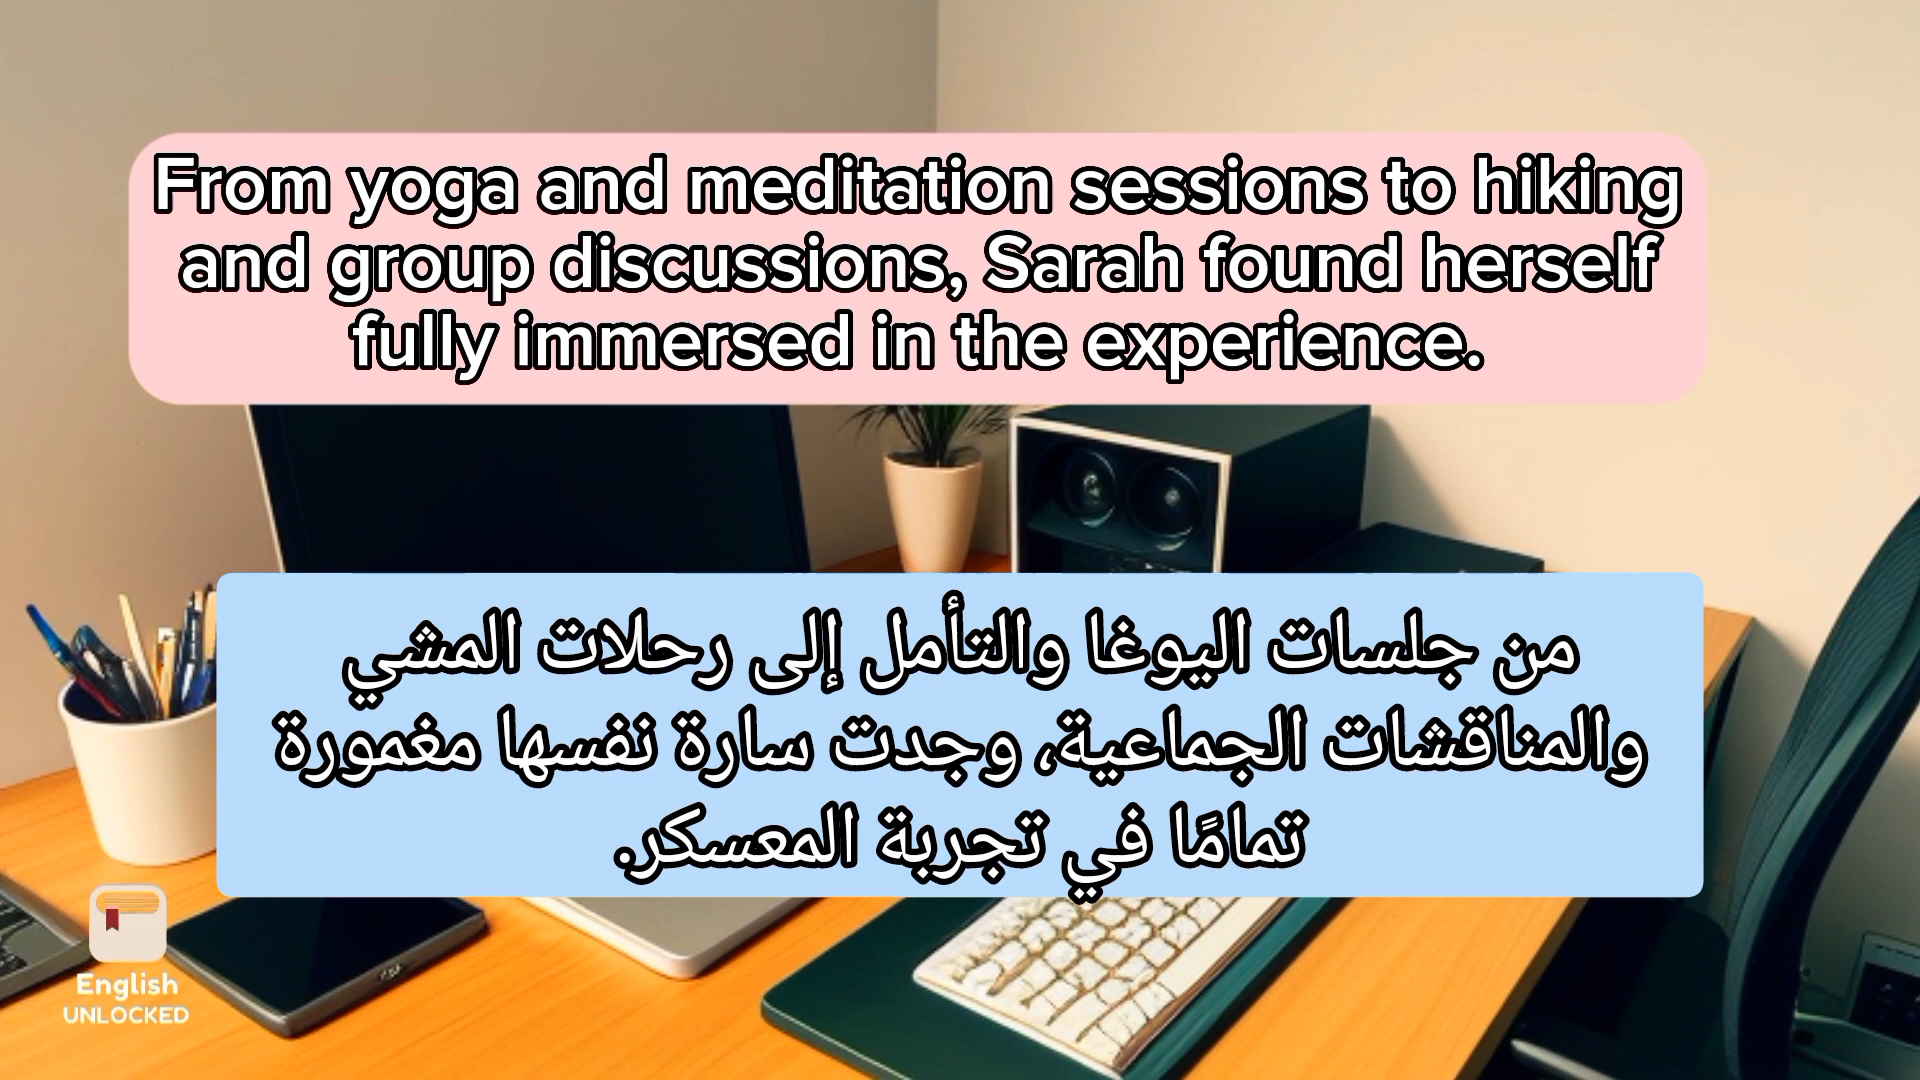 From yoga and meditation sessions to hiking
and group discussions, Sarah found herself
fully immersed in the experience.
من جلسات اليوغا والتأمل إلى رحلات المشي
والمناقشات الجماعية، وجدت سارة نفسها مغمورة
تمامًا في تجربة المعسكر.
English
UNLOCKED